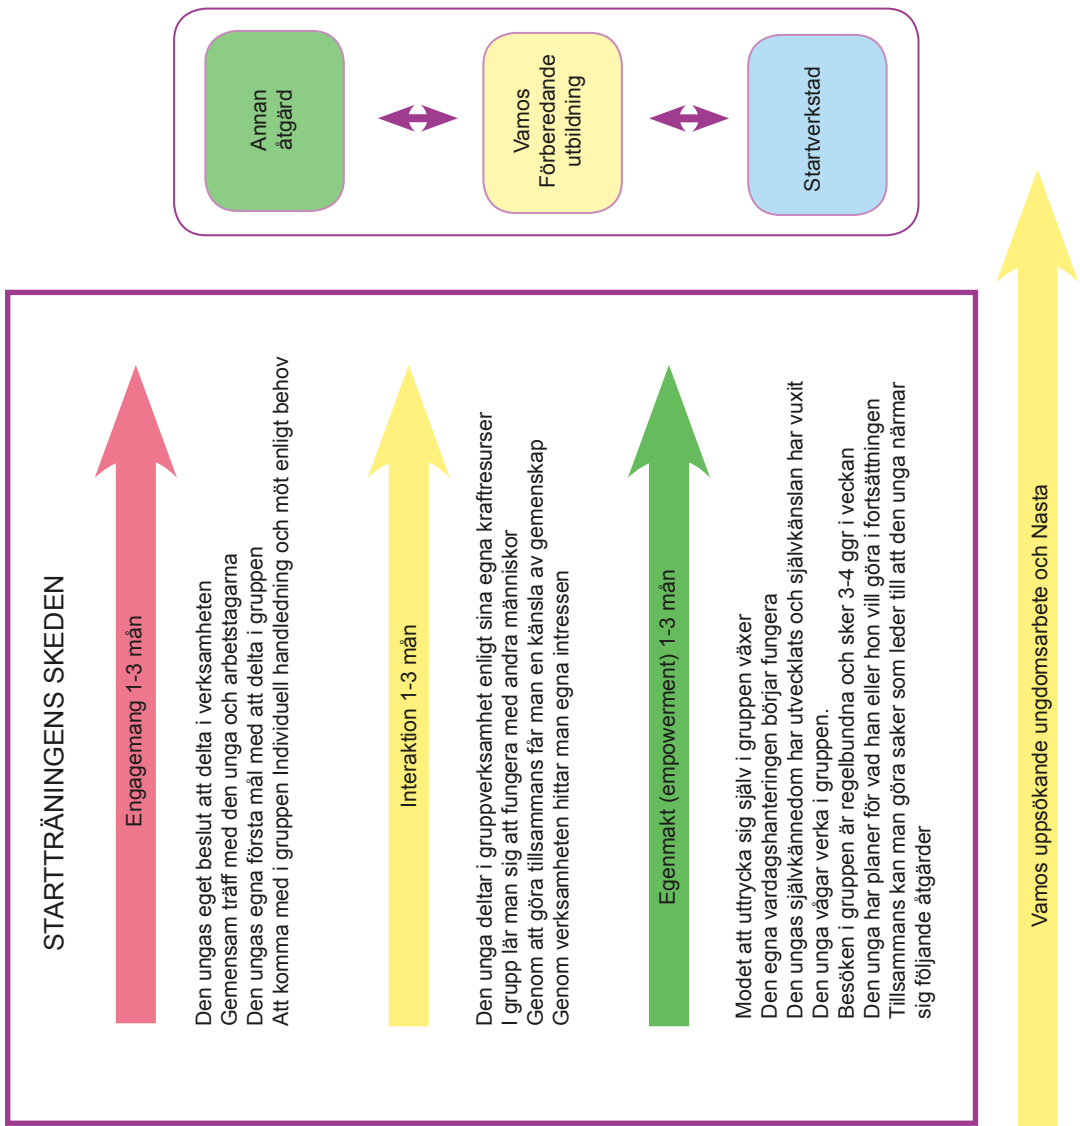 STARTTRÄNINGENS SKEDEN
Engagemang 1-3 mån
Den ungas eget beslut att delta i verksamheten
Gemensam träff med den unga och arbetstagarna
Den ungas egna första mål med att delta i gruppen
Att komma med i gruppen Individuell handledning och möt enligt behov
Interaktion 1-3 mån
Den unga deltar i gruppverksamhet enligt sina egna kraftresurser
I grupp lär man sig att fungera med andra människor
Genom att göra tillsammans får man en känsla av gemenskap
Genom verksamheten hittar man egna intressen
Egenmakt (empowerment) 1-3 mån
Modet att uttrycka sig själv i gruppen växer
Den egna vardagshanteringen börjar fungera
Den ungas självkännedom har utvecklats och självkänslan har vuxit
Den unga vågar verka i gruppen.
Besöken i gruppen är regelbundna och sker 3-4 ggr i veckan
Den unga har planer för vad han eller hon vill göra i fortsättningen
Tillsammans kan man göra saker som leder till att den unga närmar
sig följande åtgärder
Vamos uppsökande ungdomsarbete och Nasta
Annan
åtgärd
Vamos
Förberedande
utbildning
Startverkstad